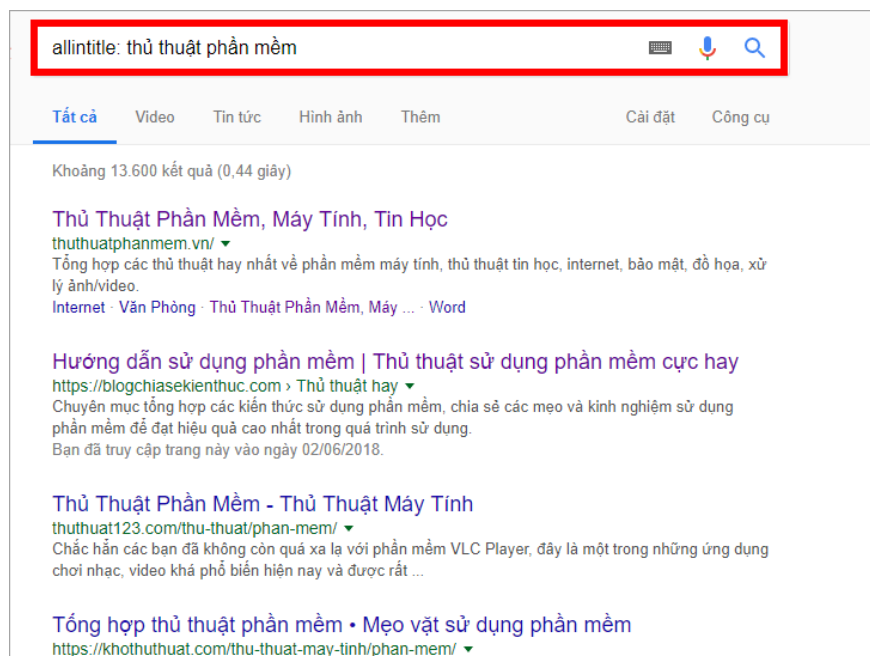 allintitle: thủ thuật phần mềm
Tất cả Video Tin tức Hình ảnh Thêm Cài đặt Công cụ
Khoảng 13.600 kết quả (0,44 giây)
Thủ Thuật Phần Mềm, Máy Tính, Tin Học
thuthuatphanmem.vn/
Tổng hợp các thủ thuật hay nhất về phần mềm máy tính, thủ thuật tin học, internet, bảo mật, đồ họa, xử
lý ảnh/video.
Internet · Văn Phòng · Thủ Thuật Phần Mềm, Máy ... · Word
Hướng dẫn sử dụng phần mềm | Thủ thuật sử dụng phần mềm cực hay
https://blogchiasekienthuc.com › Thủ thuật hay
Chuyên mục tổng hợp các kiến thức sử dụng phần mềm, chia sẻ các mẹo và kinh nghiệm sử dụng
phần mềm để đạt hiệu quả cao nhất trong quá trình sử dụng.
Bạn đã truy cập trang này vào ngày 02/06/2018.
Thủ Thuật Phần Mềm - Thủ Thuật Máy Tính
thuthuat123.com/thu-thuat/phan-mem/
Chắc hẳn các bạn đã không còn quá xa lạ với phần mềm VLC Player, đây là một trong những ứng dụng
chơi nhạc, video khá phổ biến hiện nay và được rất ...
Tổng hợp thủ thuật phần mềm • Mẹo vặt sử dụng phần mềm
https://khothuthuat.com/thu-thuat-may-tinh/phan-mem/